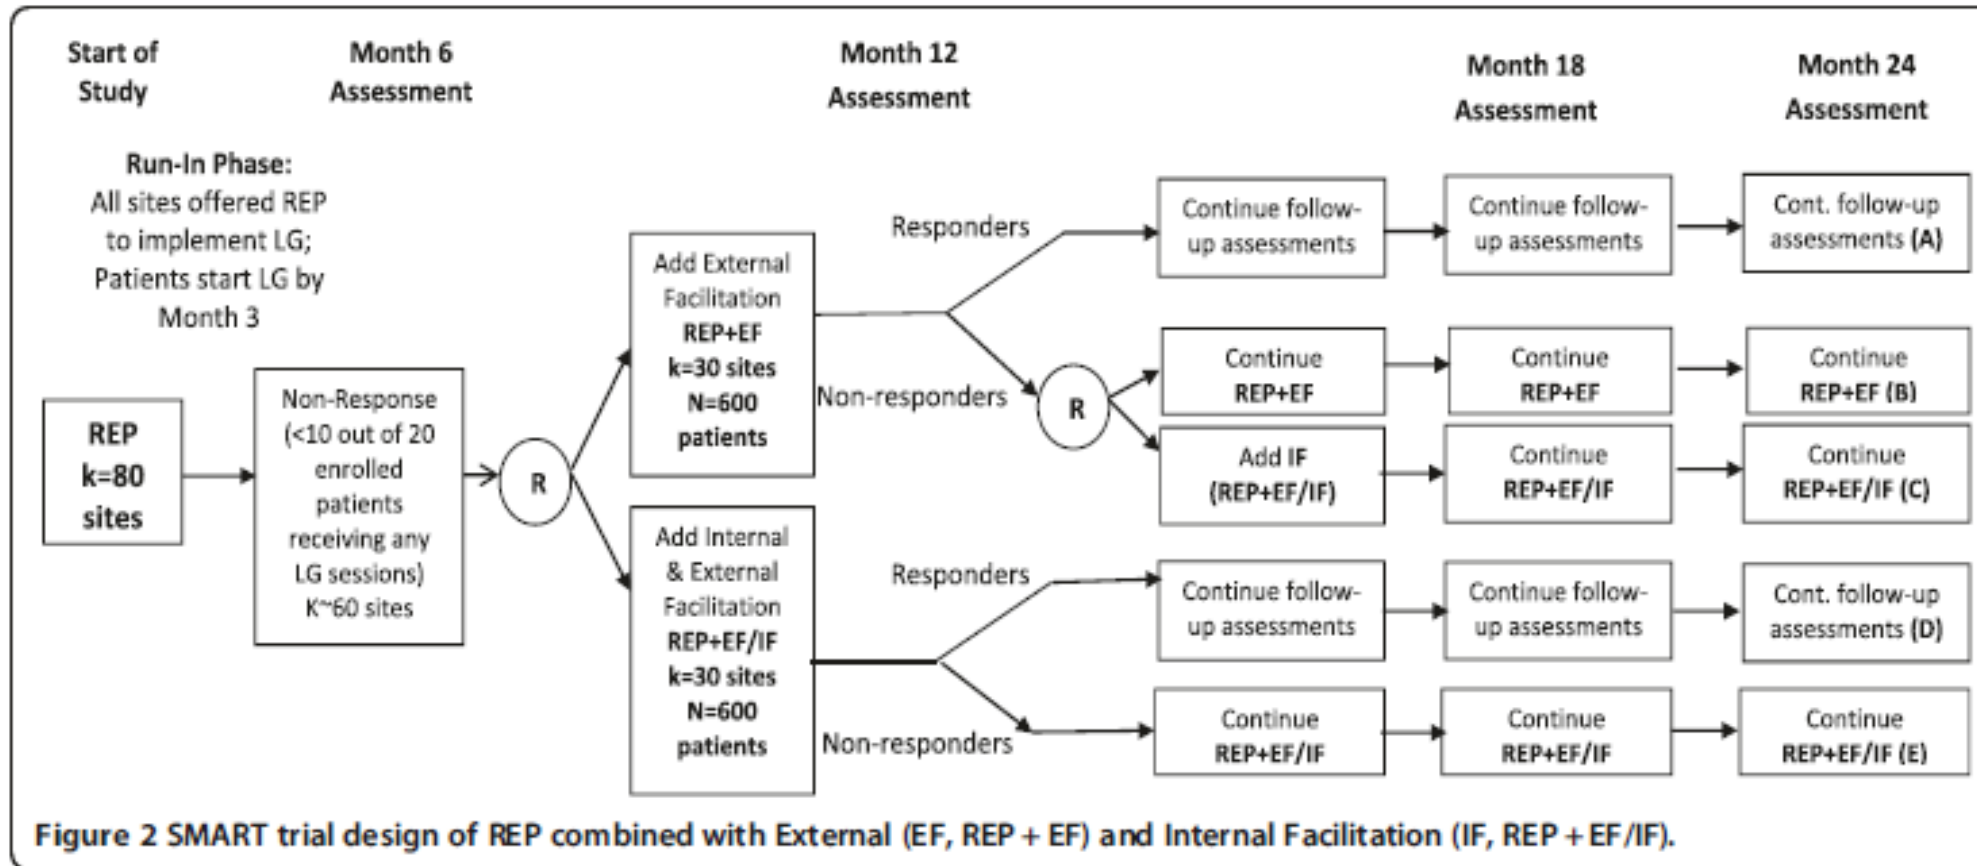 Start of
Study
Month 6
Assessment
Month 12
Assessment
Month 18
Assessment
Month 24
Assessment
Run-In Phase:
All sites offered REP
to implement LG;
Patients start LG by
Month 3
REP
k=80
sites
Non-Response
(<10 out of 20
enrolled
patients
receiving any
LG sessions)
K~60 sites
R
Add External
Facilitation
REP+EF
k=30 sites
N=600
patients
Add Internal
& External
Facilitation
REP+EF/IF
k=30 sites
N=600
patients
Responders
Non-responders
R
Responders
Non-responders
Continue follow-
up assessments
Continue follow-
up assessments
Cont. follow-up
assessments (A)
Continue
REP+EF
Continue
REP+EF
Continue
REP+EF (B)
Add IF
(REP+EF/IF)
Continue
REP+EF/IF
Continue
REP+EF/IF (C)
Continue follow-
up assessments
Continue follow-
up assessments
Cont. follow-up
assessments (D)
Continue
REP+EF/IF
Continue
REP+EF/IF
Continue
REP+EF/IF (E)
Figure 2 SMART trial design of REP combined with External (EF, REP + EF) and Internal Facilitation (IF, REP + EF/IF).